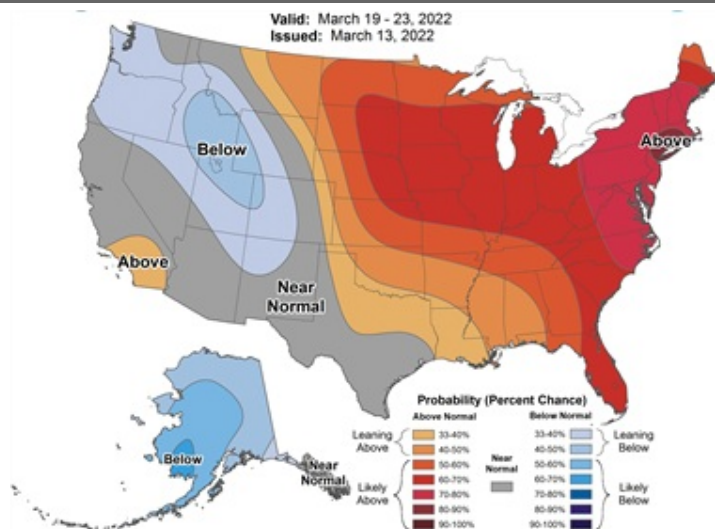 Valid: March 19 - 23, 2022
Issued: March 13, 2022
Below
Above
Above
Near
Normal
Below
Near
Normal
Probability (Percent Chance)
Above Normal
Below Normal
Leaning
Above
33-40%
40-50%
33-40%
40-50%
Leaning
Below
Likely
Above
50-60%
60-70%
70-80%
80-90%
90-100%
Near
Normal
50-60%
60-70%
70-80%
80-90%
90-100%
Likely
Below